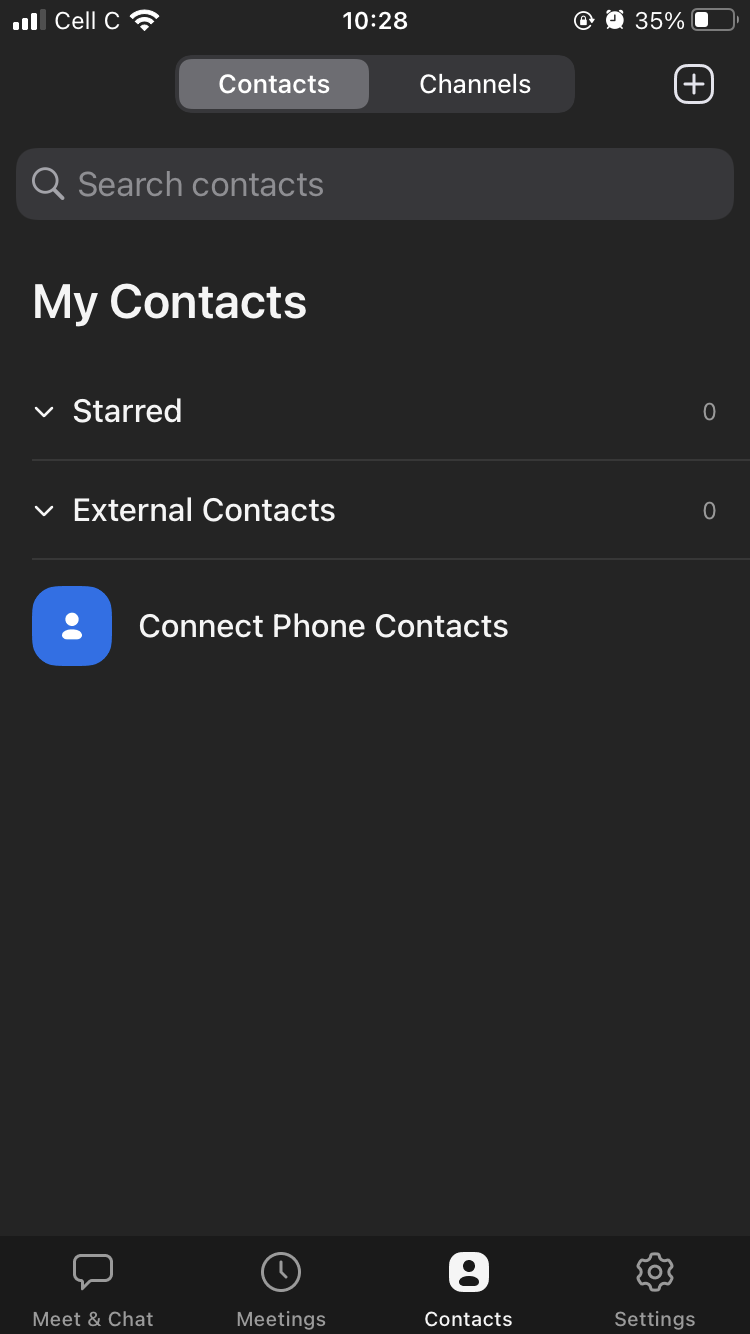 Cell C 10:28 35%
Contacts Channels
Search contacts
My Contacts
Starred 0
External Contacts 0
Connect Phone Contacts
Meet & Chat Meetings Contacts Settings